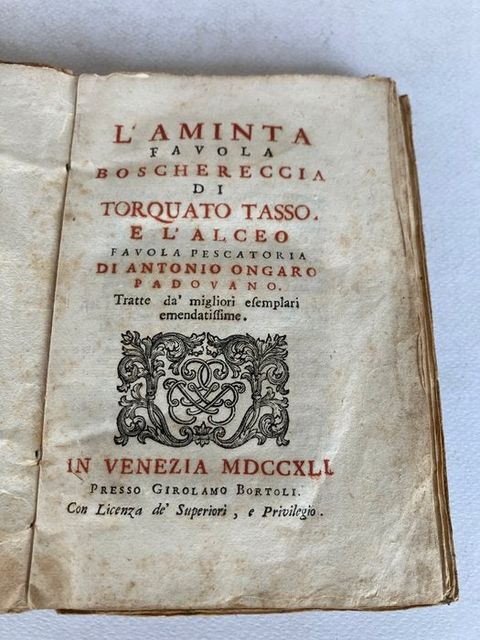 L'AMINTA
FAVOLA
BOSCHERECCIA
DI
TORQUATO TASSO.
E L'ALCEO
FAVOLA PESCATORIA
DI ANTONIO ONGARO
PADOVANO.
Tratte da' migliori esemplari
emendatissime.
IN VENEZIA MDCCXLI.
PRESSO GIROLAMO BORTOLI.
Con Licenza de' Superiori, e Privilegio.